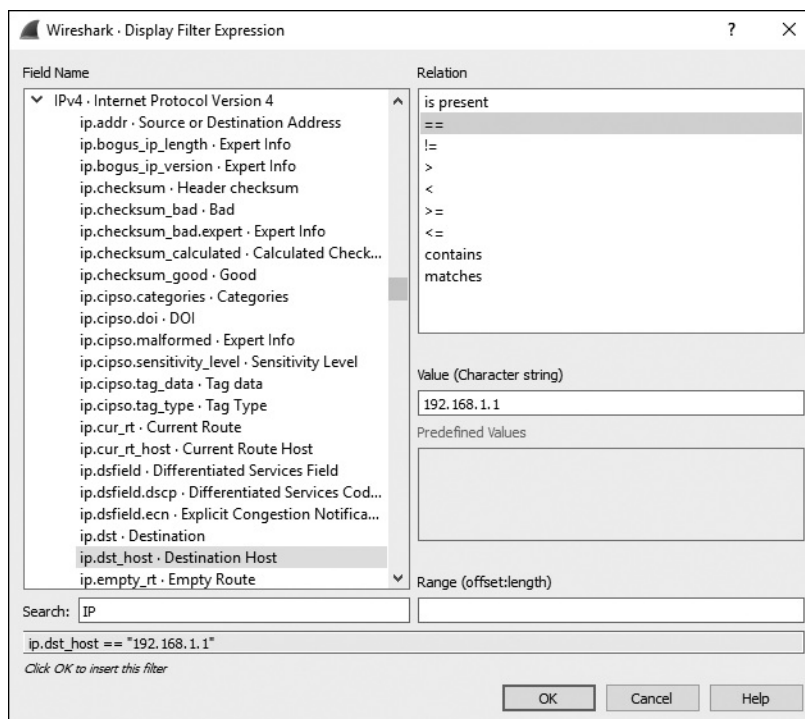 Wireshark · Display Filter Expression
Field Name
IPv4 · Internet Protocol Version 4
ip.addr · Source or Destination Address
ip.bogus_ip_length · Expert Info
ip.bogus_ip_version · Expert Info
ip.checksum · Header checksum
ip.checksum_bad · Bad
ip.checksum_bad.expert · Expert Info
ip.checksum_calculated · Calculated Check...
ip.checksum_good · Good
ip.cipso.categories · Categories
ip.cipso.doi · DOI
ip.cipso.malformed · Expert Info
ip.cipso.sensitivity_level · Sensitivity Level
ip.cipso.tag_data · Tag data
ip.cipso.tag_type · Tag Type
ip.cur_rt · Current Route
ip.cur_rt_host · Current Route Host
ip.dsfield · Differentiated Services Field
ip.dsfield.dscp · Differentiated Services Cod...
ip.dsfield.ecn · Explicit Congestion Notifica...
ip.dst · Destination
ip.dst_host · Destination Host
ip.empty_rt · Empty Route
Search: IP
Relation
is present
==
!=
>
<
>=
<=
contains
matches
Value (Character string)
192.168.1.1
Predefined Values
Range (offset:length)
ip.dst_host == "192.168.1.1"
Click OK to insert this filter
OK
Cancel
Help